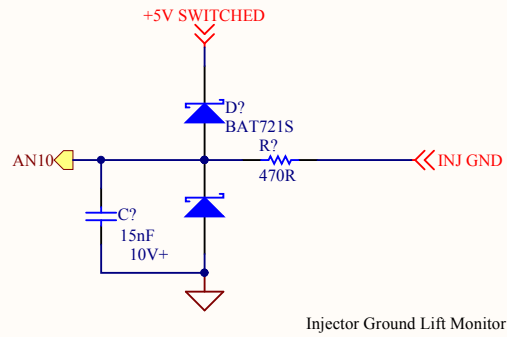 +5V SWITCHED
D?
BAT721S
R?
AN10
INJ GND
470R
C?
15nF
10V+
Injector Ground Lift Monitor